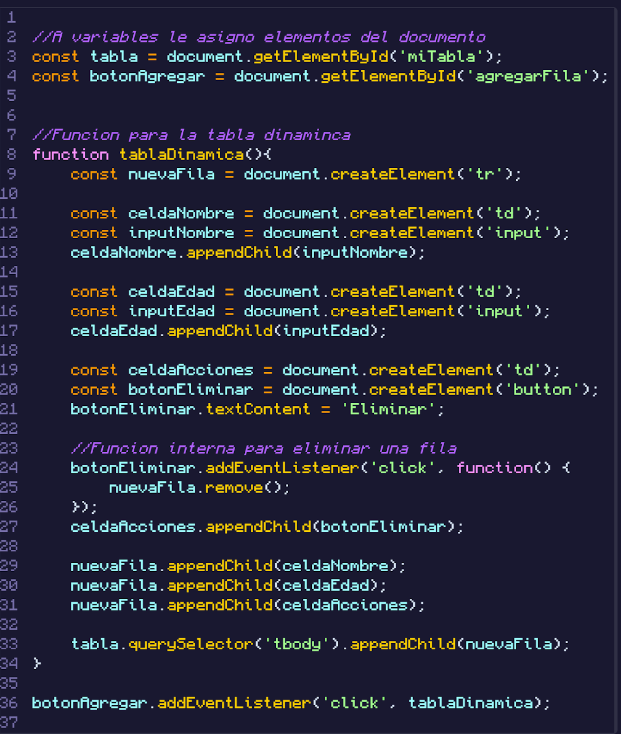 1
2 //A variables le asigno elementos del documento
3 const tabla = document.getElementById('miTabla');
4 const botonAgregar = document.getElementById('agregarFila');
5
6
7 //Funcion para la tabla dinaminca
8 function tablaDinamica(){
9     const nuevaFila = document.createElement('tr');
10
11     const celdaNombre = document.createElement('td');
12     const inputNombre = document.createElement('input');
13     celdaNombre.appendChild(inputNombre);
14
15     const celdaEdad = document.createElement('td');
16     const inputEdad = document.createElement('input');
17     celdaEdad.appendChild(inputEdad);
18
19     const celdaAcciones = document.createElement('td');
20     const botonEliminar = document.createElement('button');
21     botonEliminar.textContent = 'Eliminar';
22
23     //Funcion interna para eliminar una fila
24     botonEliminar.addEventListener('click', function() {
25         nuevaFila.remove();
26     });
27     celdaAcciones.appendChild(botonEliminar);
28
29     nuevaFila.appendChild(celdaNombre);
30     nuevaFila.appendChild(celdaEdad);
31     nuevaFila.appendChild(celdaAcciones);
32
33     tabla.querySelector('tbody').appendChild(nuevaFila);
34 }
35
36 botonAgregar.addEventListener('click', tablaDinamica);
37